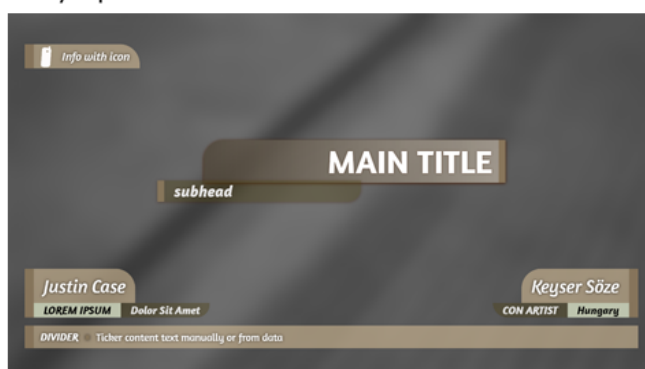 Info with icon
MAIN TITLE
subhead
Justin Case
LOREM IPSUM Dolor Sit Amet
Keyser Söze
CON ARTIST Hungary
DIVIDER Ticker content text manually or from data